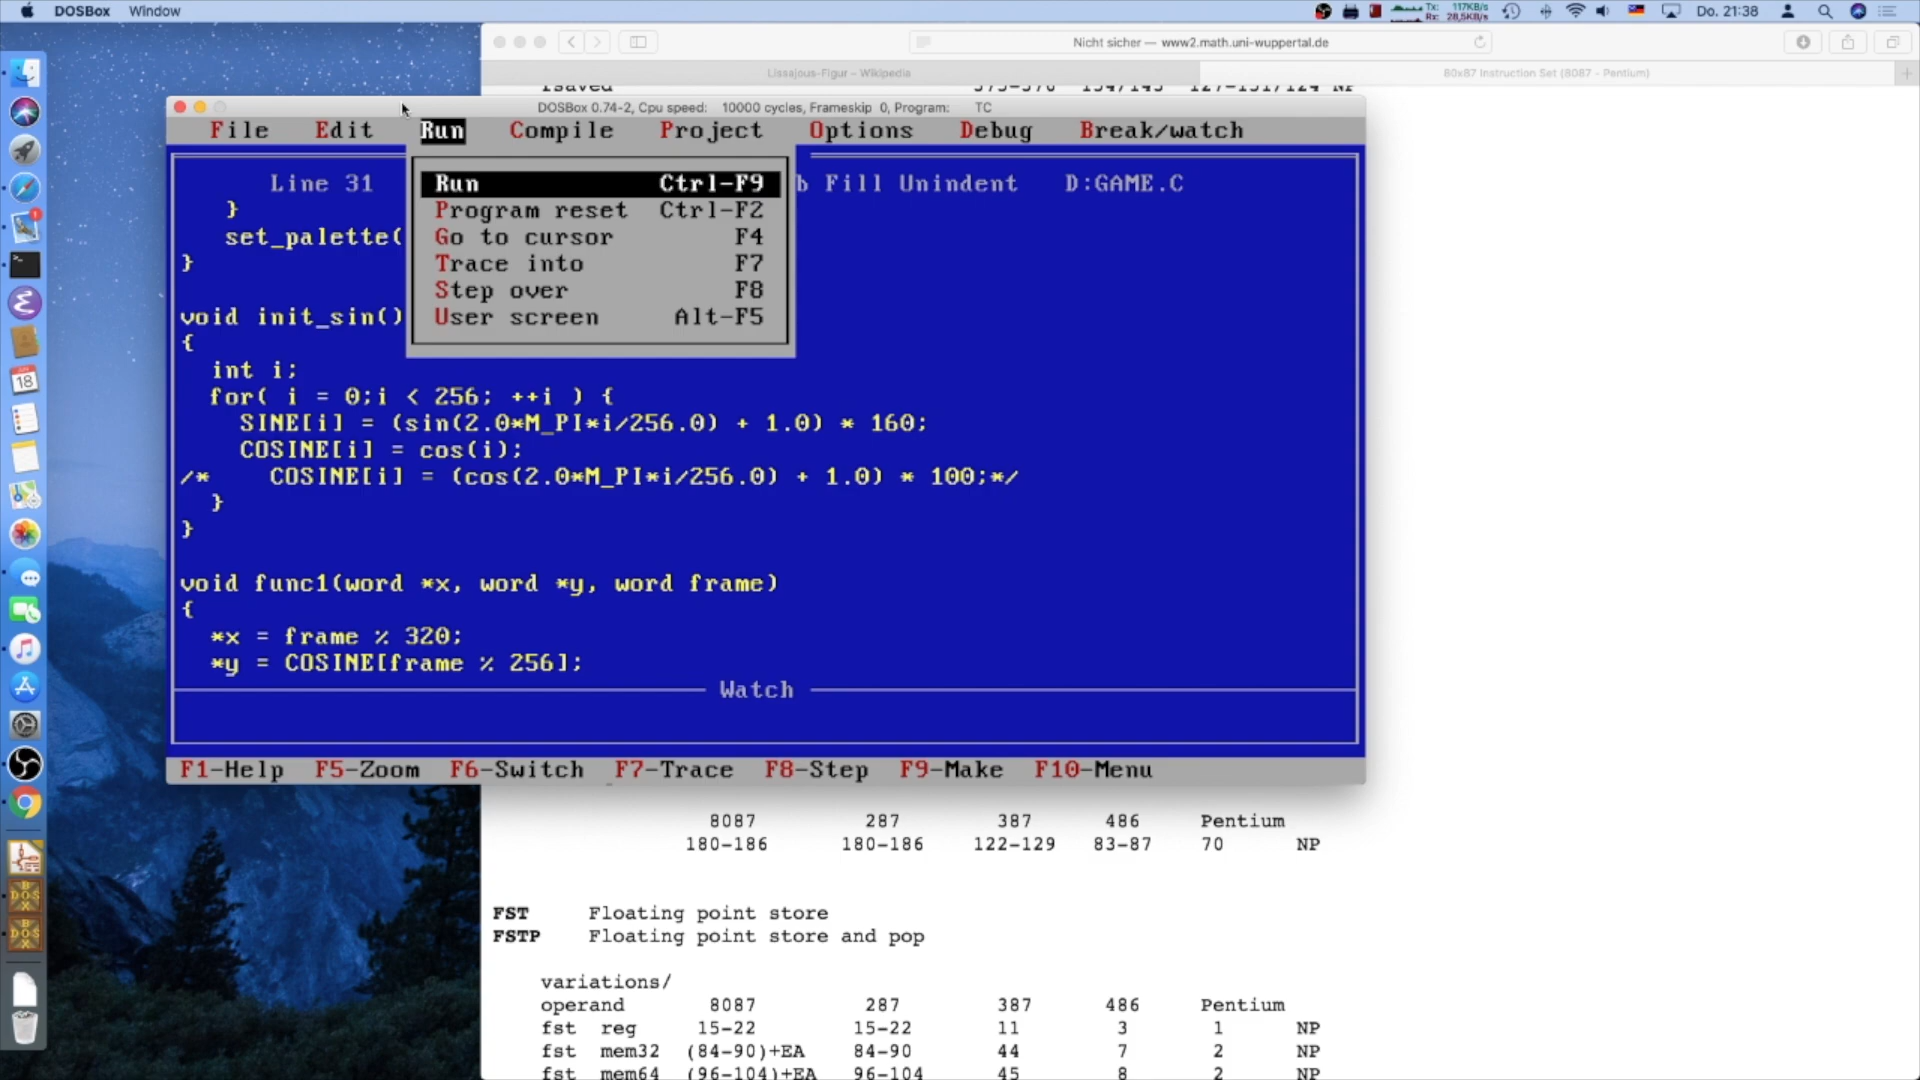 DOSBox Window
Tx: 117KB/s
Rx: 28,5KB/s
Do. 21:38
Nicht sicher — www2.math.uni-wuppertal.de
Lissajous-Figur – Wikipedia
80x87 Instruction Set (8087 - Pentium)
DOSBox 0.74-2, Cpu speed: 10000 cycles, Frameskip 0, Program: TC
File Edit Run Compile Project Options Debug Break/watch
Line 31
b Fill Unindent D:GAME.C
Run Ctrl-F9
Program reset Ctrl-F2
Go to cursor F4
Trace into F7
Step over F8
User screen Alt-F5
}
set_palette(
}
void init_sin()
{
int i;
for( i = 0;i < 256; ++i ) {
SINE[i] = (sin(2.0*M_PI*i/256.0) + 1.0) * 160;
COSINE[i] = cos(i);
/* COSINE[i] = (cos(2.0*M_PI*i/256.0) + 1.0) * 100;*/
}
}
void func1(word *x, word *y, word frame)
{
*x = frame % 320;
*y = COSINE[frame % 256];
Watch
F1-Help F5-Zoom F6-Switch F7-Trace F8-Step F9-Make F10-Menu
8087 287 387 486 Pentium
180-186 180-186 122-129 83-87 70 NP
FST Floating point store
FSTP Floating point store and pop
variations/
operand 8087 287 387 486 Pentium
fst reg 15-22 15-22 11 3 1 NP
fst mem32 (84-90)+EA 84-90 44 7 2 NP
fst mem64 (96-104)+EA 96-104 45 8 2 NP
18
1
BOSX
BOSX